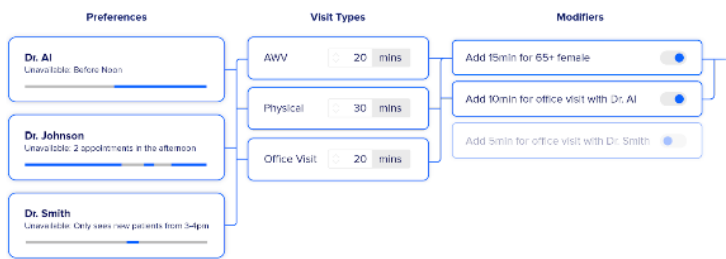 Preferences
Visit Types
Modifiers
Dr. Al
Unavailable: Before Noon
Dr. Johnson
Unavailable: 2 appointments in the afternoon
Dr. Smith
Unavailable: Only sees new patients from 3-4pm
AWV 20 mins
Physical 30 mins
Office Visit 20 mins
Add 15min for 65+ female
Add 10min for office visit with Dr. Al
Add 5min for office visit with Dr. Smith